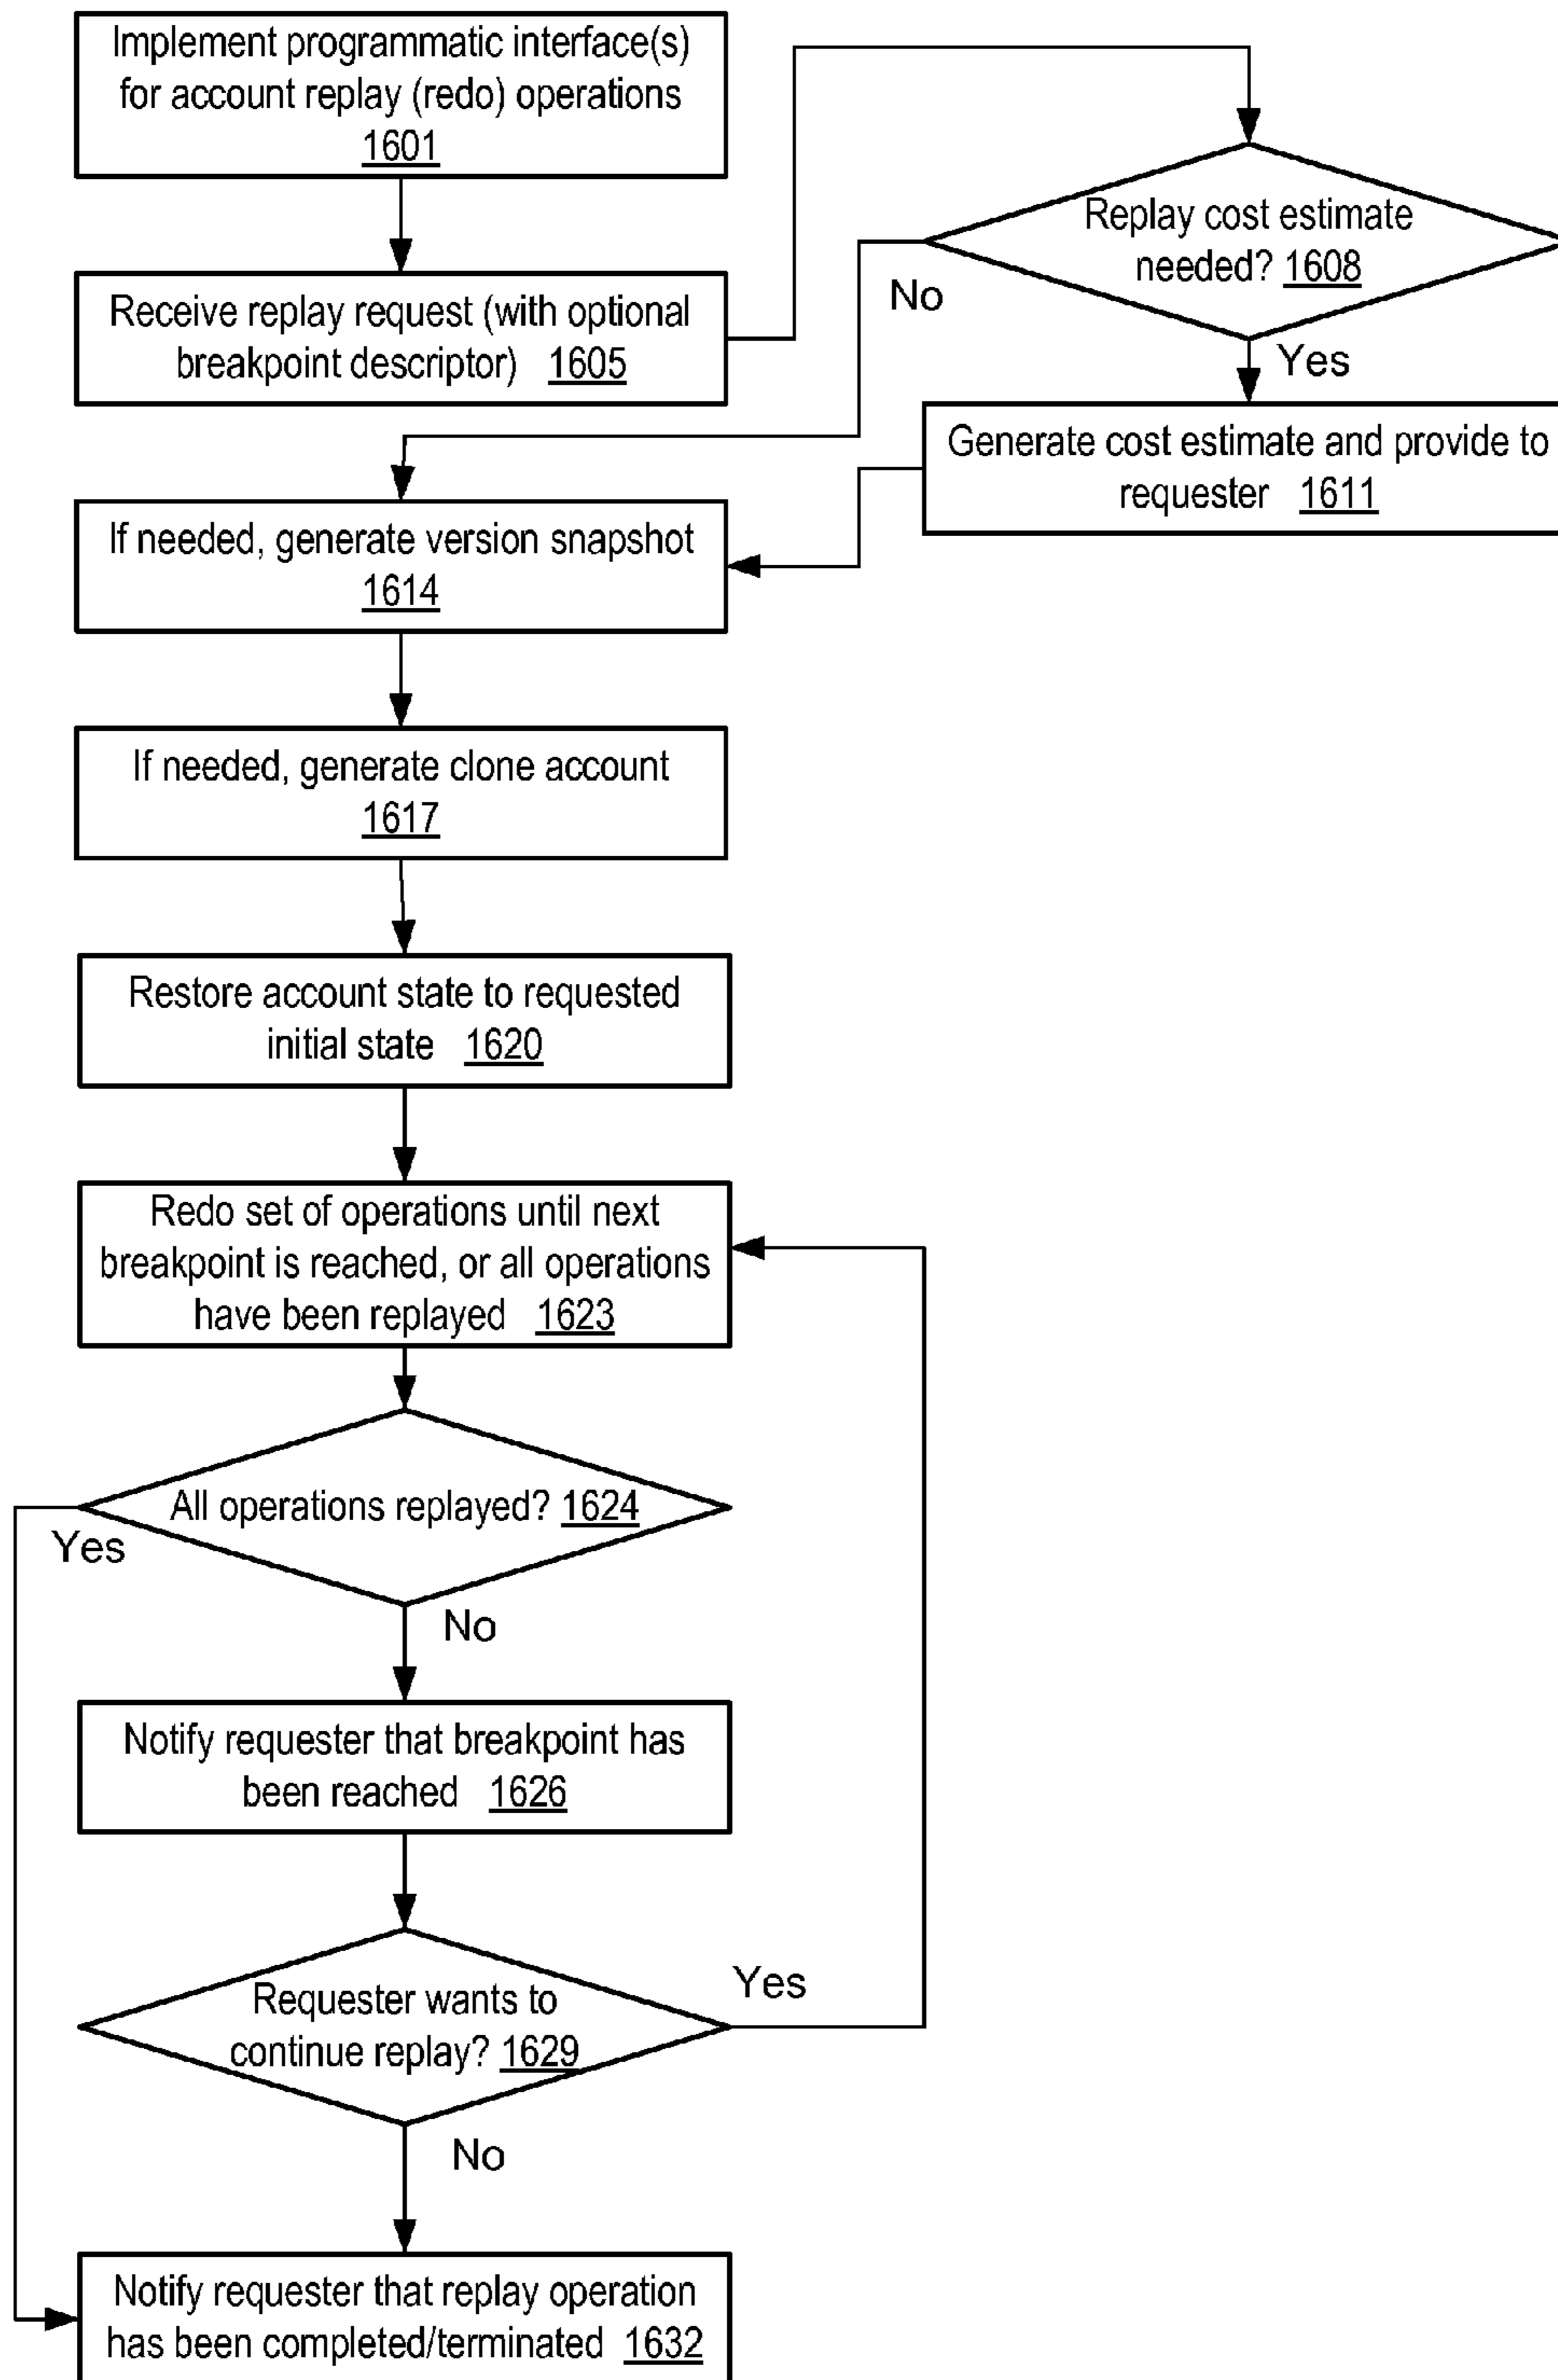 Implement programmatic interface(s)
for account replay (redo) operations
1601
Receive replay request (with optional
breakpoint descriptor) 1605
Replay cost estimate
needed? 1608
No
Yes
Generate cost estimate and provide to
requester 1611
If needed, generate version snapshot
1614
If needed, generate clone account
1617
Restore account state to requested
initial state 1620
Redo set of operations until next
breakpoint is reached, or all operations
have been replayed 1623
All operations replayed? 1624
Yes
No
Notify requester that breakpoint has
been reached 1626
Requester wants to
continue replay? 1629
Yes
No
Notify requester that replay operation
has been completed/terminated 1632